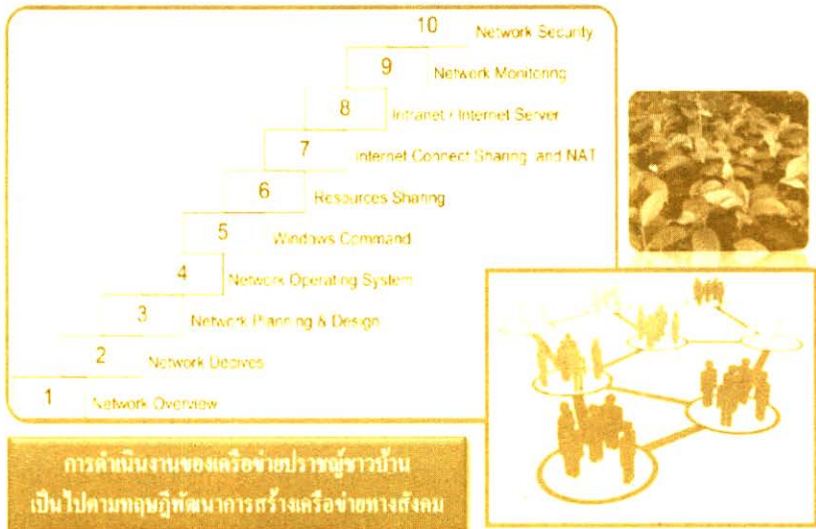 10 Network Security
9 Network Monitoring
8 Intranet / Internet Server
7 Internet Connect Sharing and NAT
6 Resources Sharing
5 Windows Command
4 Network Operating System
3 Network Planning & Design
2 Network Decives
1 Network Overview
การดำเนินงานของเครือข่ายปราชญ์ชาวบ้าน
เป็นไปตามทฤษฎีพัฒนาการสร้างเครือข่ายทางสังคม